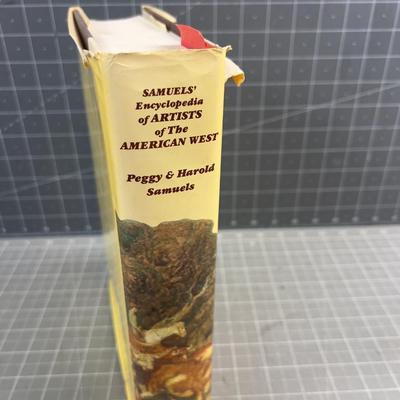 SAMUELS'
Encyclopedia
of ARTISTS
of The
AMERICAN WEST
Peggy & Harold
Samuels